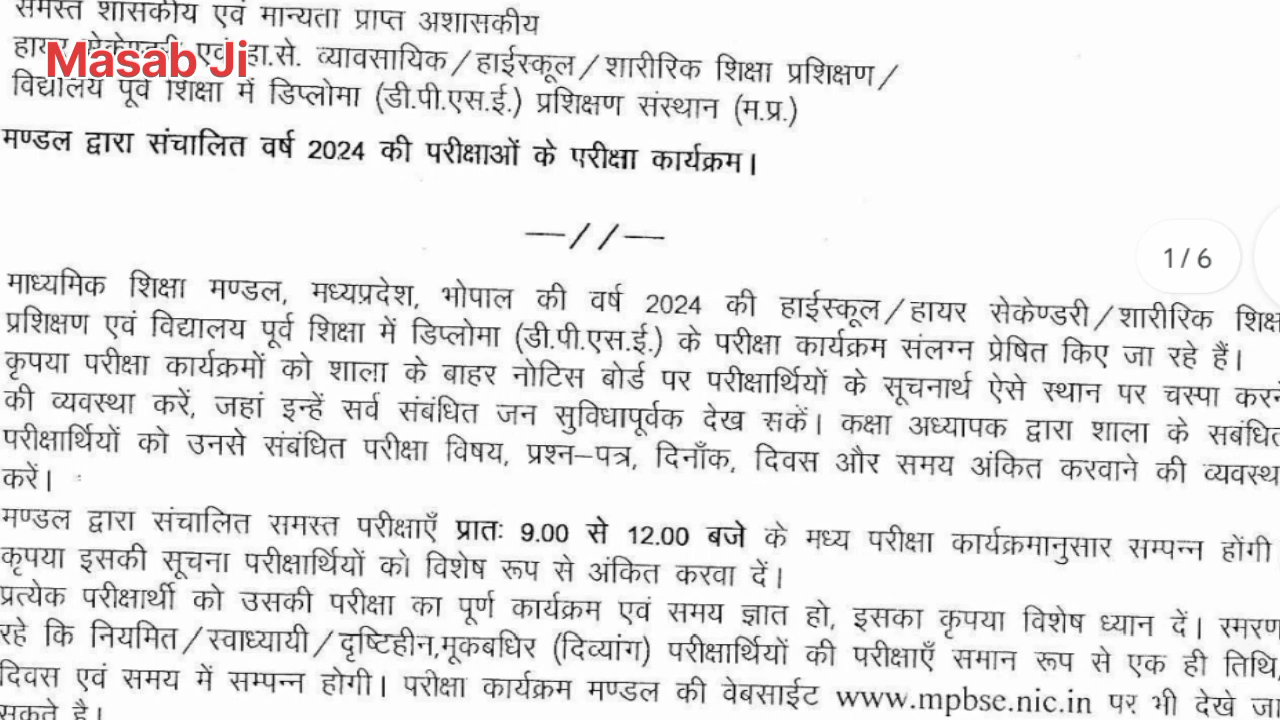 समस्त शासकीय एवं मान्यता प्राप्त अशासकीय
Masab Ji
हायर सेकेण्डरी एवं हा.से. व्यावसायिक/हाईस्कूल/शारीरिक शिक्षा प्रशिक्षण/
विद्यालय पूर्व शिक्षा में डिप्लोमा (डी.पी.एस.ई.) प्रशिक्षण संस्थान (म.प्र.)
मण्डल द्वारा संचालित वर्ष 2024 की परीक्षाओं के परीक्षा कार्यक्रम।
—//—
1/6
माध्यमिक शिक्षा मण्डल, मध्यप्रदेश, भोपाल की वर्ष 2024 की हाईस्कूल/हायर सेकेण्डरी/शारीरिक शिक्ष
प्रशिक्षण एवं विद्यालय पूर्व शिक्षा में डिप्लोमा (डी.पी.एस.ई.) के परीक्षा कार्यक्रम संलग्न प्रेषित किए जा रहे हैं।
कृपया परीक्षा कार्यक्रमों को शाला के बाहर नोटिस बोर्ड पर परीक्षार्थियों के सूचनार्थ ऐसे स्थान पर चस्पा करने
की व्यवस्था करें, जहां इन्हें सर्व संबंधित जन सुविधापूर्वक देख सकें। कक्षा अध्यापक द्वारा शाला के सबंधित
परीक्षार्थियों को उनसे संबंधित परीक्षा विषय, प्रश्न–पत्र, दिनाँक, दिवस और समय अंकित करवाने की व्यवस्थ
करें।
मण्डल द्वारा संचालित समस्त परीक्षाएँ प्रातः 9.00 से 12.00 बजे के मध्य परीक्षा कार्यक्रमानुसार सम्पन्न होंगी।
कृपया इसकी सूचना परीक्षार्थियों को विशेष रूप से अंकित करवा दें।
प्रत्येक परीक्षार्थी को उसकी परीक्षा का पूर्ण कार्यक्रम एवं समय ज्ञात हो, इसका कृपया विशेष ध्यान दें। स्मरण
रहे कि नियमित/स्वाध्यायी/दृष्टिहीन,मूकबधिर (दिव्यांग) परीक्षार्थियों की परीक्षाएँ समान रूप से एक ही तिथि,
दिवस एवं समय में सम्पन्न होगी। परीक्षा कार्यक्रम मण्डल की वेबसाईट www.mpbse.nic.in पर भी देखे जा
सकते है।